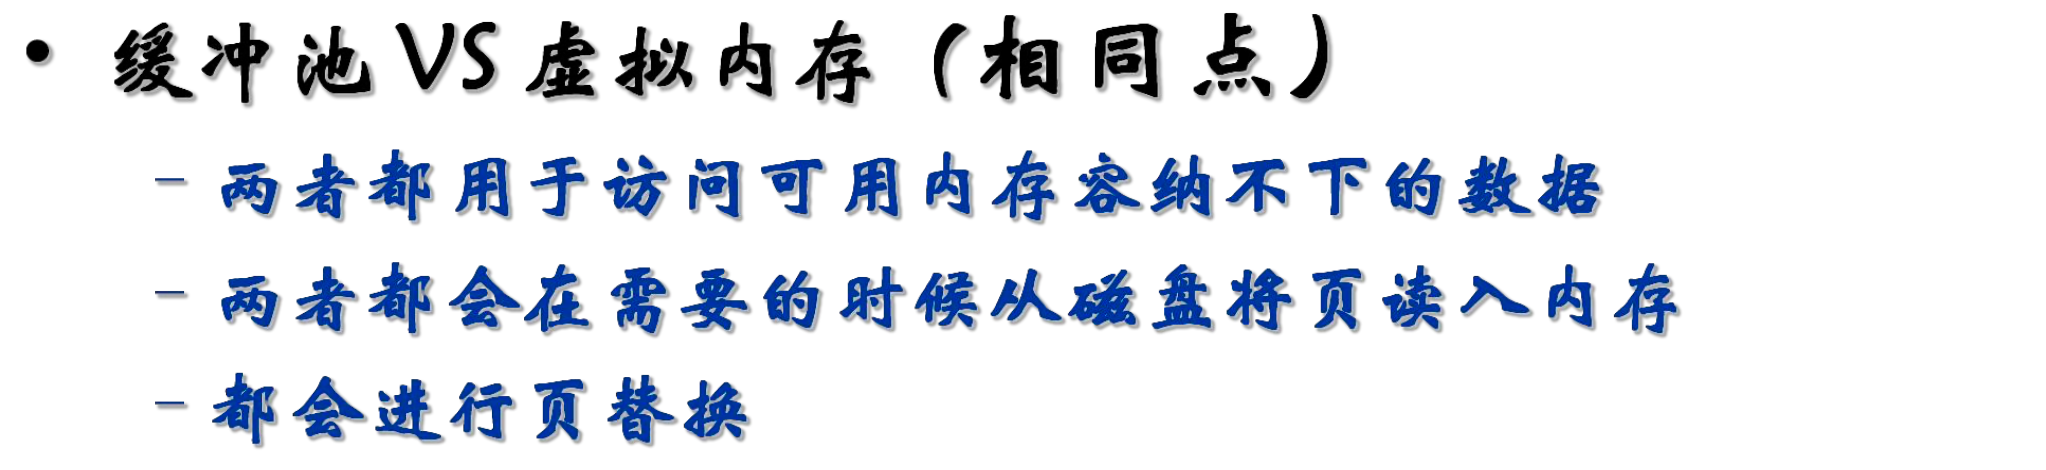 • 缓冲池 VS 虚拟内存（相同点）
– 两者都用于访问可用内存容纳不下的数据
– 两者都会在需要的时候从磁盘将页读入内存
– 都会进行页替换